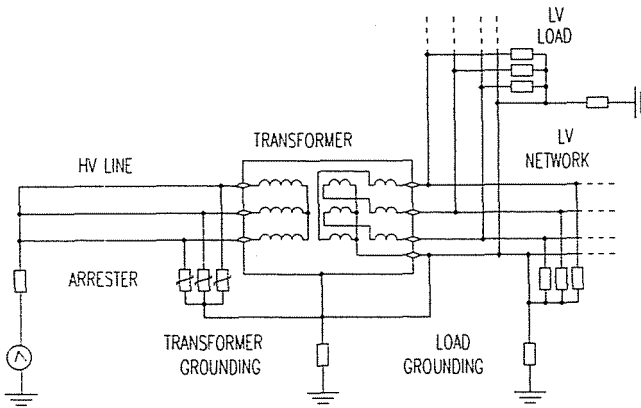 LV
LOAD
TRANSFORMER
HV LINE
LV
NETWORK
ARRESTER
TRANSFORMER
GROUNDING
LOAD
GROUNDING